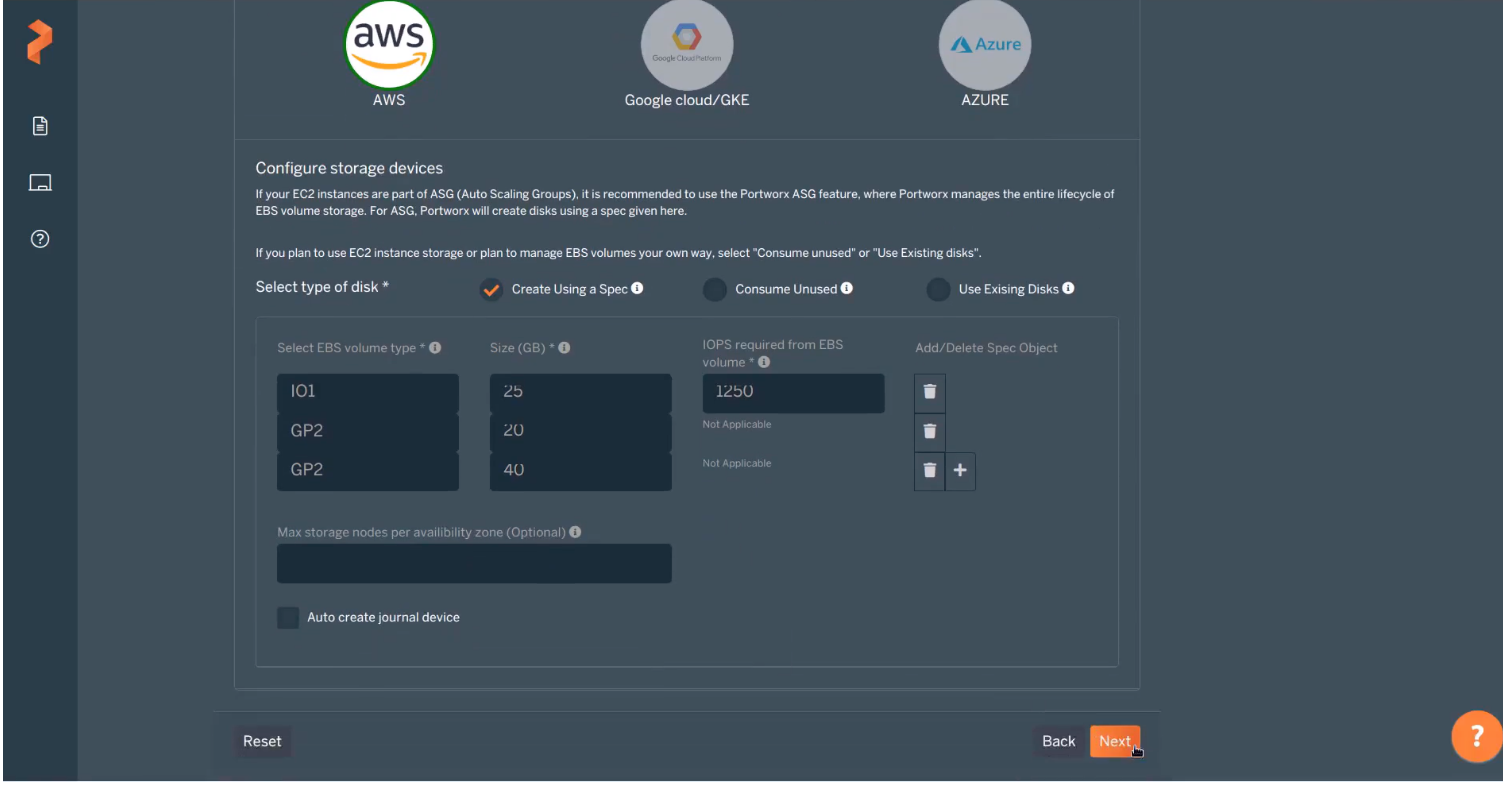 aws
Google Cloud Platform
Azure
AWS
Google cloud/GKE
AZURE
Configure storage devices
If your EC2 instances are part of ASG (Auto Scaling Groups), it is recommended to use the Portworx ASG feature, where Portworx manages the entire lifecycle of
EBS volume storage. For ASG, Portworx will create disks using a spec given here.
If you plan to use EC2 instance storage or plan to manage EBS volumes your own way, select "Consume unused" or "Use Existing disks".
Select type of disk *
Create Using a Spec
Consume Unused
Use Exising Disks
Select EBS volume type *
Size (GB) *
IOPS required from EBS
volume *
Add/Delete Spec Object
IO1
25
1250
GP2
20
Not Applicable
GP2
40
Not Applicable
+
Max storage nodes per availibility zone (Optional)
Auto create journal device
Reset
Back
Next
?